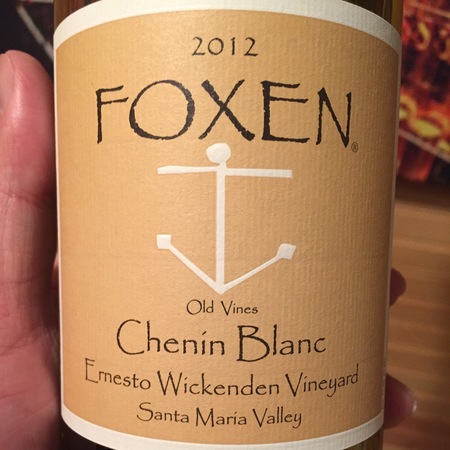 2012
FOXEN®
Old Vines
Chenin Blanc
Ernesto Wickenden Vineyard
Santa Maria Valley